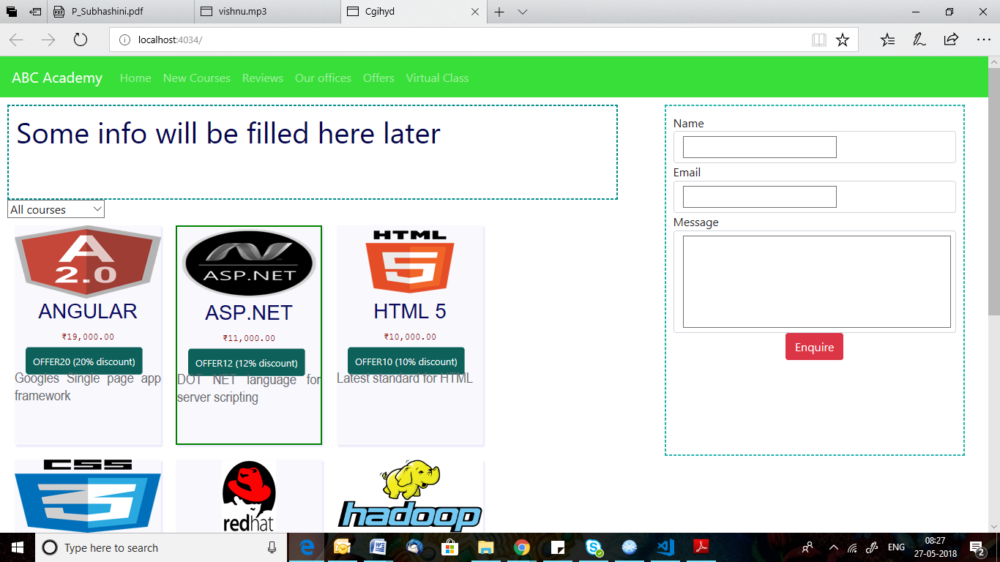 P_Subhashini.pdf
vishnu.mp3
Cgihyd
localhost:4034/
ABC Academy Home New Courses Reviews Our offices Offers Virtual Class
Some info will be filled here later
All courses
A
2.0
ANGULAR
₹19,000.00
OFFER20 (20% discount)
Googles Single page app
framework
ASP.NET
ASP.NET
₹11,000.00
OFFER12 (12% discount)
DOT NET language for
server scripting
HTML
5
HTML 5
₹10,000.00
OFFER10 (10% discount)
Latest standard for HTML
CSS
3
redhat
hadoop
Name
Email
Message
Enquire
Type here to search
ENG
08:27
27-05-2018
2